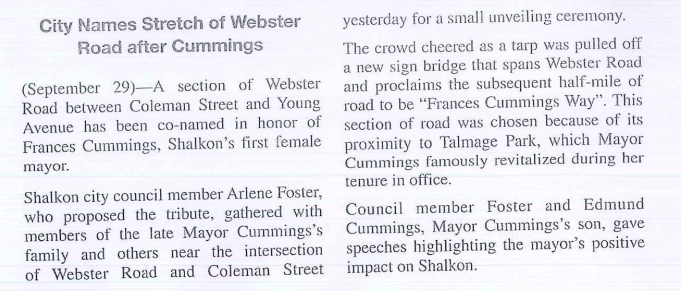 City Names Stretch of Webster
Road after Cummings
(September 29)—A section of Webster
Road between Coleman Street and Young
Avenue has been co-named in honor of
Frances Cummings, Shalkon's first female
mayor.
Shalkon city council member Arlene Foster,
who proposed the tribute, gathered with
members of the late Mayor Cummings's
family and others near the intersection
of Webster Road and Coleman Street
yesterday for a small unveiling ceremony.
The crowd cheered as a tarp was pulled off
a new sign bridge that spans Webster Road
and proclaims the subsequent half-mile of
road to be “Frances Cummings Way”. This
section of road was chosen because of its
proximity to Talmage Park, which Mayor
Cummings famously revitalized during her
tenure in office.
Council member Foster and Edmund
Cummings, Mayor Cummings's son, gave
speeches highlighting the mayor's positive
impact on Shalkon.